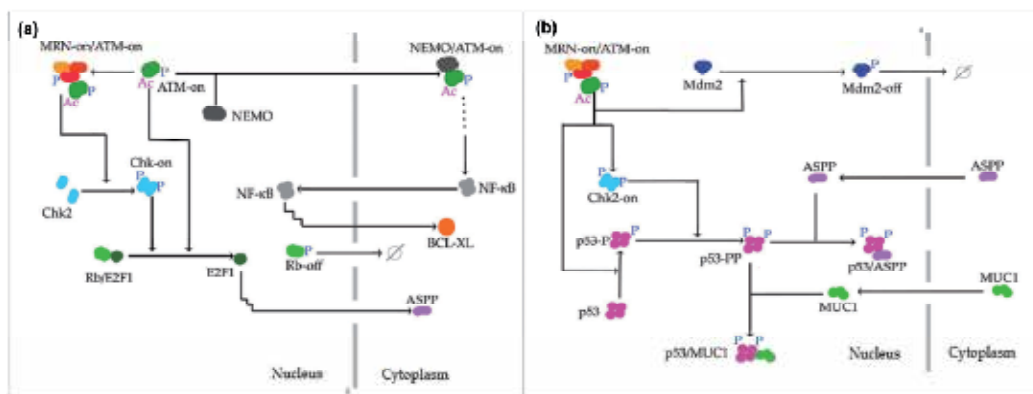 (a)
MRN-on/ATM-on
NEMO/ATM-on
P
P
Ac
Ac
P
ATM-on
P
Ac
NEMO
Chk-on
P
P
Chk2
NF-κB
NF-κB
BCL-XL
Rb/E2F1
E2F1
P
Rb-off
∅
ASPP
Nucleus
Cytoplasm
(b)
MRN-on/ATM-on
P
P
Ac
Mdm2
P
Mdm2-off
∅
P
P
Chk2-on
ASPP
ASPP
p53-P
P
P
P
p53-PP
P
P
p53/ASPP
p53
MUC1
MUC1
P
P
p53/MUC1
Nucleus
Cytoplasm